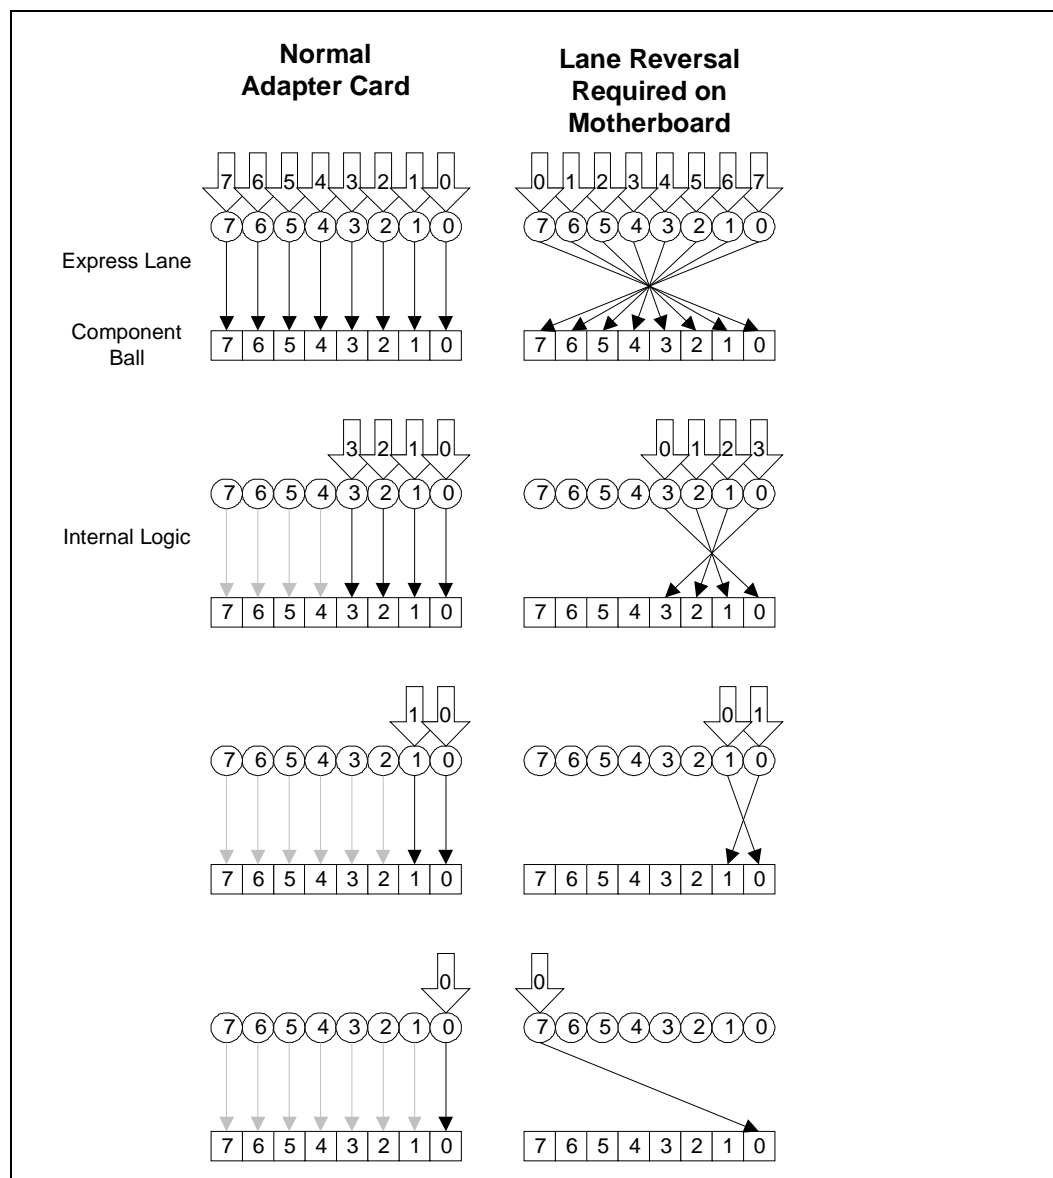 Normal
Adapter Card
Lane Reversal
Required on
Motherboard
7 6 5 4 3 2 1 0
0 1 2 3 4 5 6 7
7 6 5 4 3 2 1 0
7 6 5 4 3 2 1 0
Express Lane
Component
Ball
7 6 5 4 3 2 1 0
7 6 5 4 3 2 1 0
3 2 1 0
0 1 2 3
7 6 5 4 3 2 1 0
7 6 5 4 3 2 1 0
Internal Logic
7 6 5 4 3 2 1 0
7 6 5 4 3 2 1 0
1 0
0 1
7 6 5 4 3 2 1 0
7 6 5 4 3 2 1 0
7 6 5 4 3 2 1 0
7 6 5 4 3 2 1 0
0
0
7 6 5 4 3 2 1 0
7 6 5 4 3 2 1 0
7 6 5 4 3 2 1 0
7 6 5 4 3 2 1 0